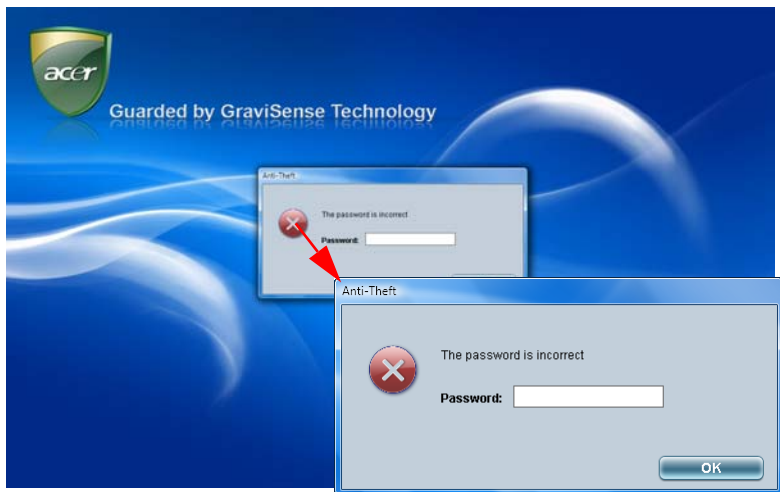 acer
Guarded by GraviSense Technology
Anti-Theft
The password is incorrect
Password:
Anti-Theft
The password is incorrect
Password:
OK